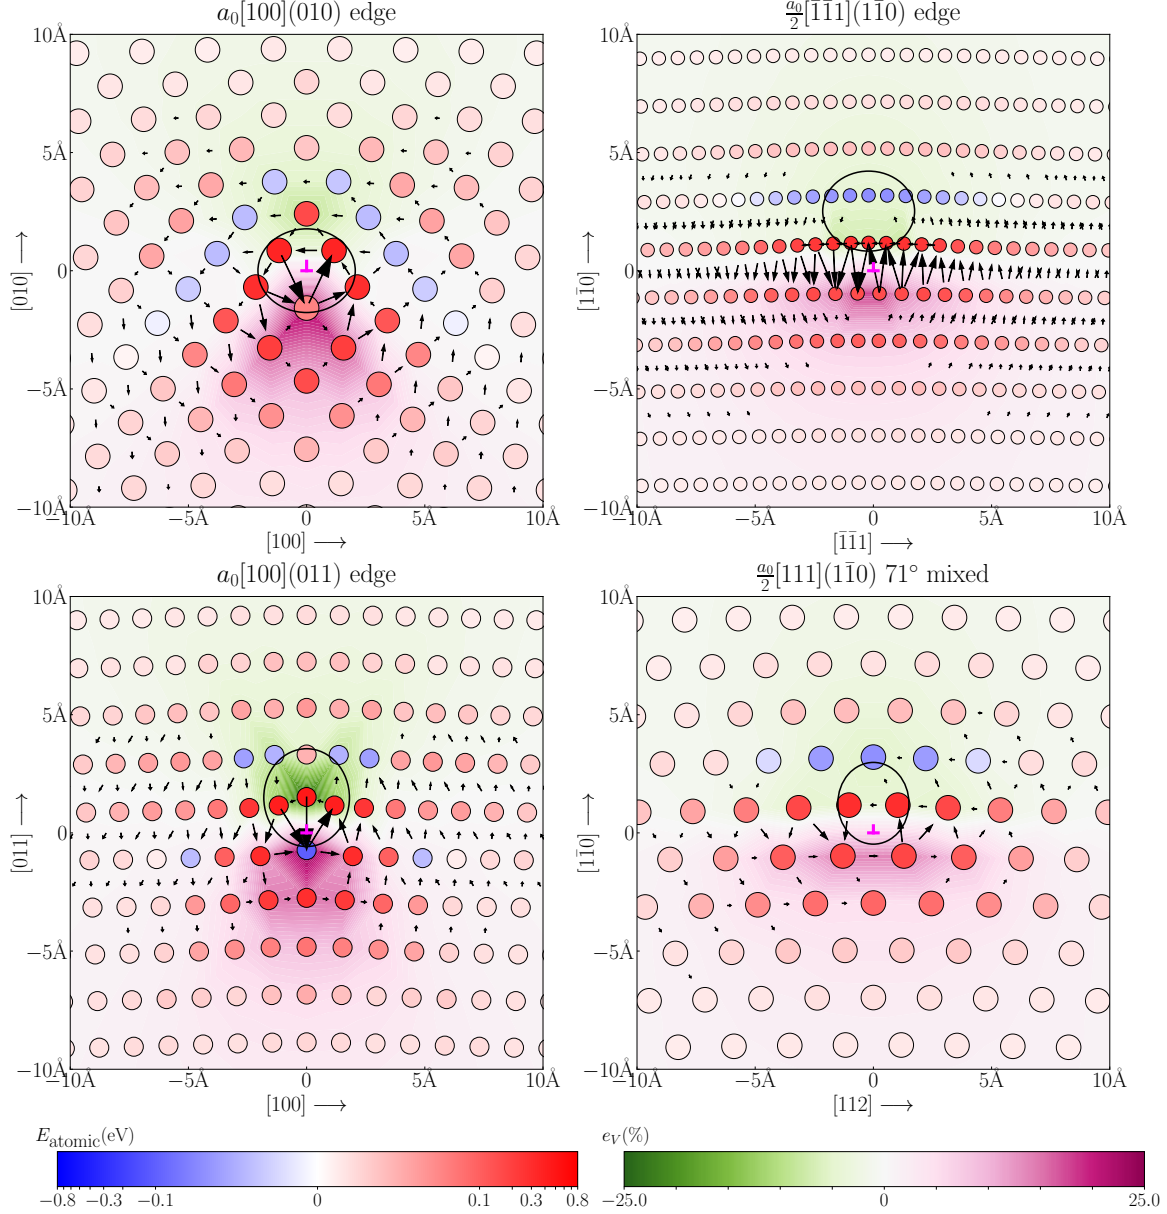 a₀[100](010) edge
10Å
5Å
0
−5Å
−10Å
[010] ⟶
−10Å −5Å 0 5Å 10Å
[100] ⟶
a₀/2[1̄1̄1](11̄0) edge
10Å
5Å
0
−5Å
−10Å
[11̄0] ⟶
−10Å −5Å 0 5Å 10Å
[1̄1̄1] ⟶
a₀[100](011) edge
10Å
5Å
0
−5Å
−10Å
[011] ⟶
−10Å −5Å 0 5Å 10Å
[100] ⟶
a₀/2[111](11̄0) 71° mixed
10Å
5Å
0
−5Å
−10Å
[1̄10] ⟶
−10Å −5Å 0 5Å 10Å
[112] ⟶
E_atomic(eV)
−0.8 −0.3 −0.1 0 0.1 0.3 0.8
e_V(%)
−25.0 0 25.0